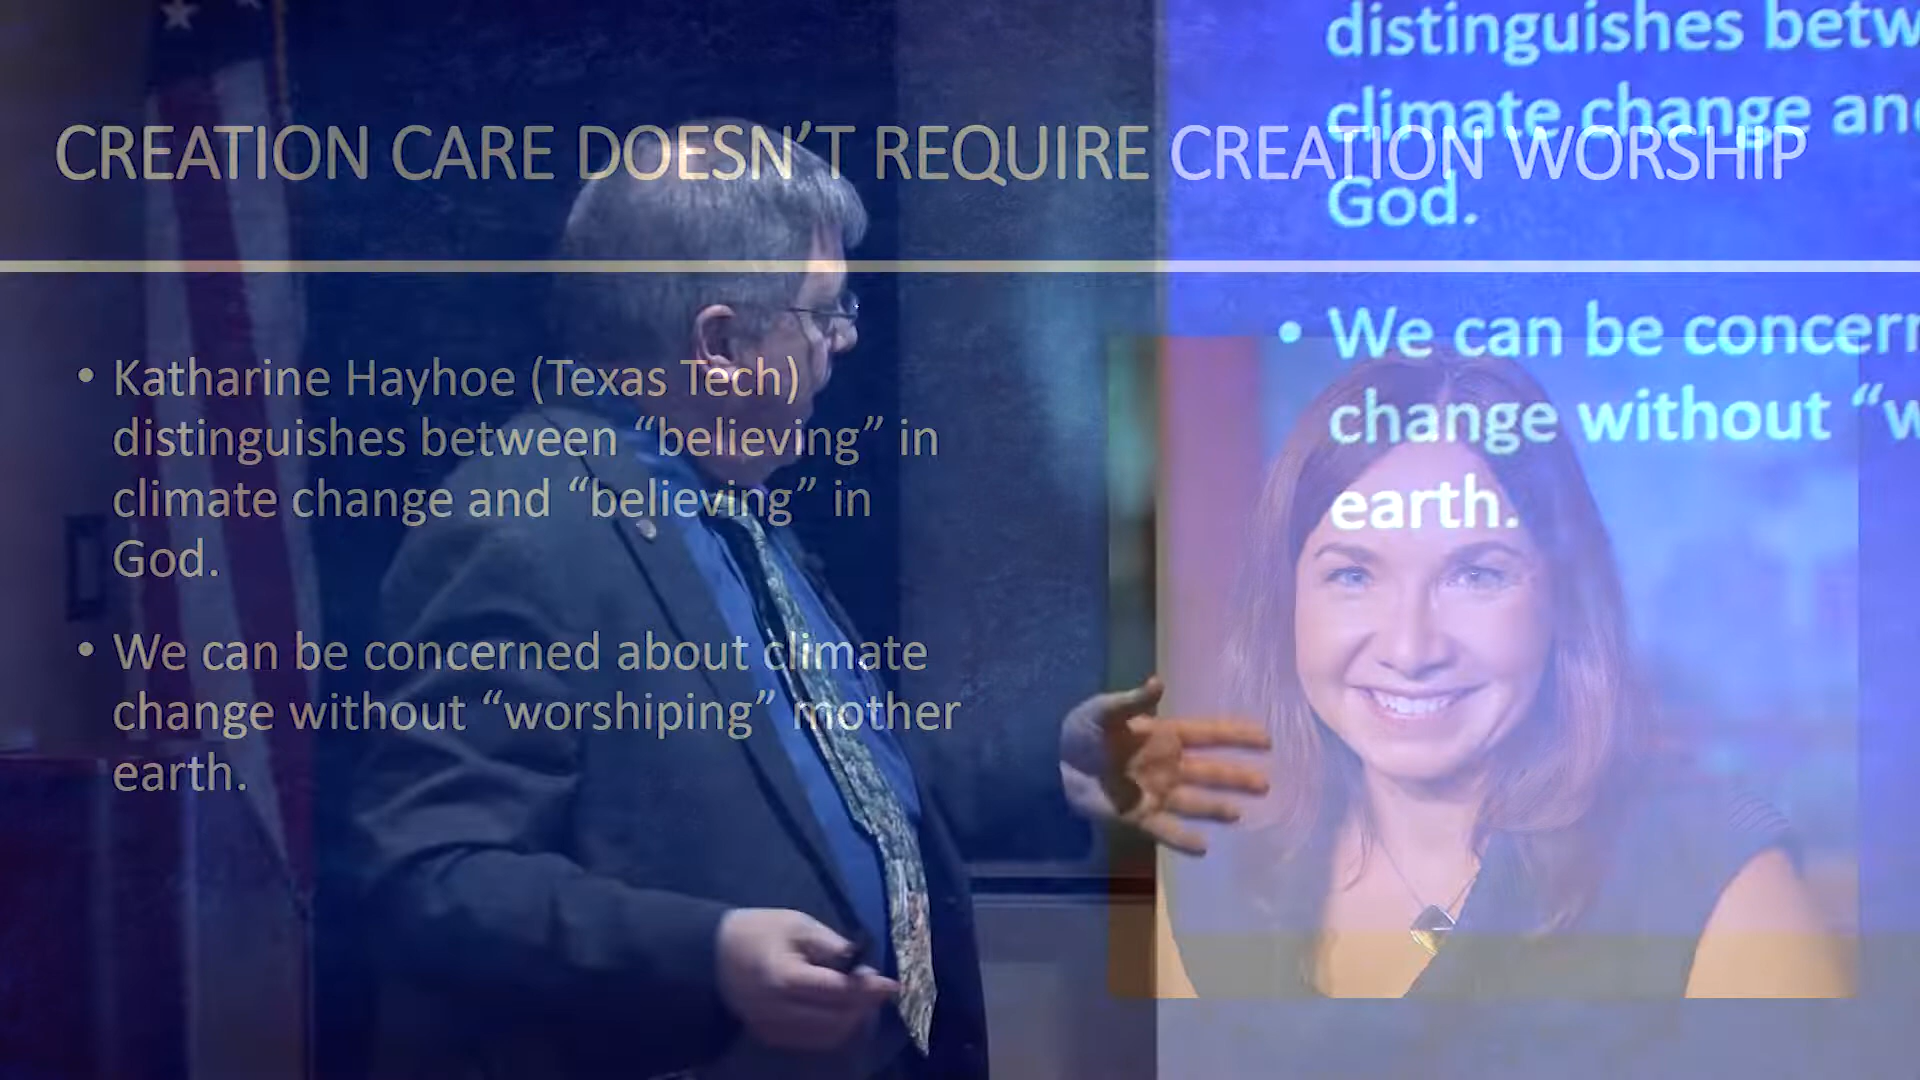 CREATION CARE DOESN’T REQUIRE CREATION WORSHIP
• Katharine Hayhoe (Texas Tech)
distinguishes between “believing” in
climate change and “believing” in
God.
• We can be concerned about climate
change without “worshiping” mother
earth.
distinguishes betw
climate change and
God.
• We can be concern
change without “w
earth.